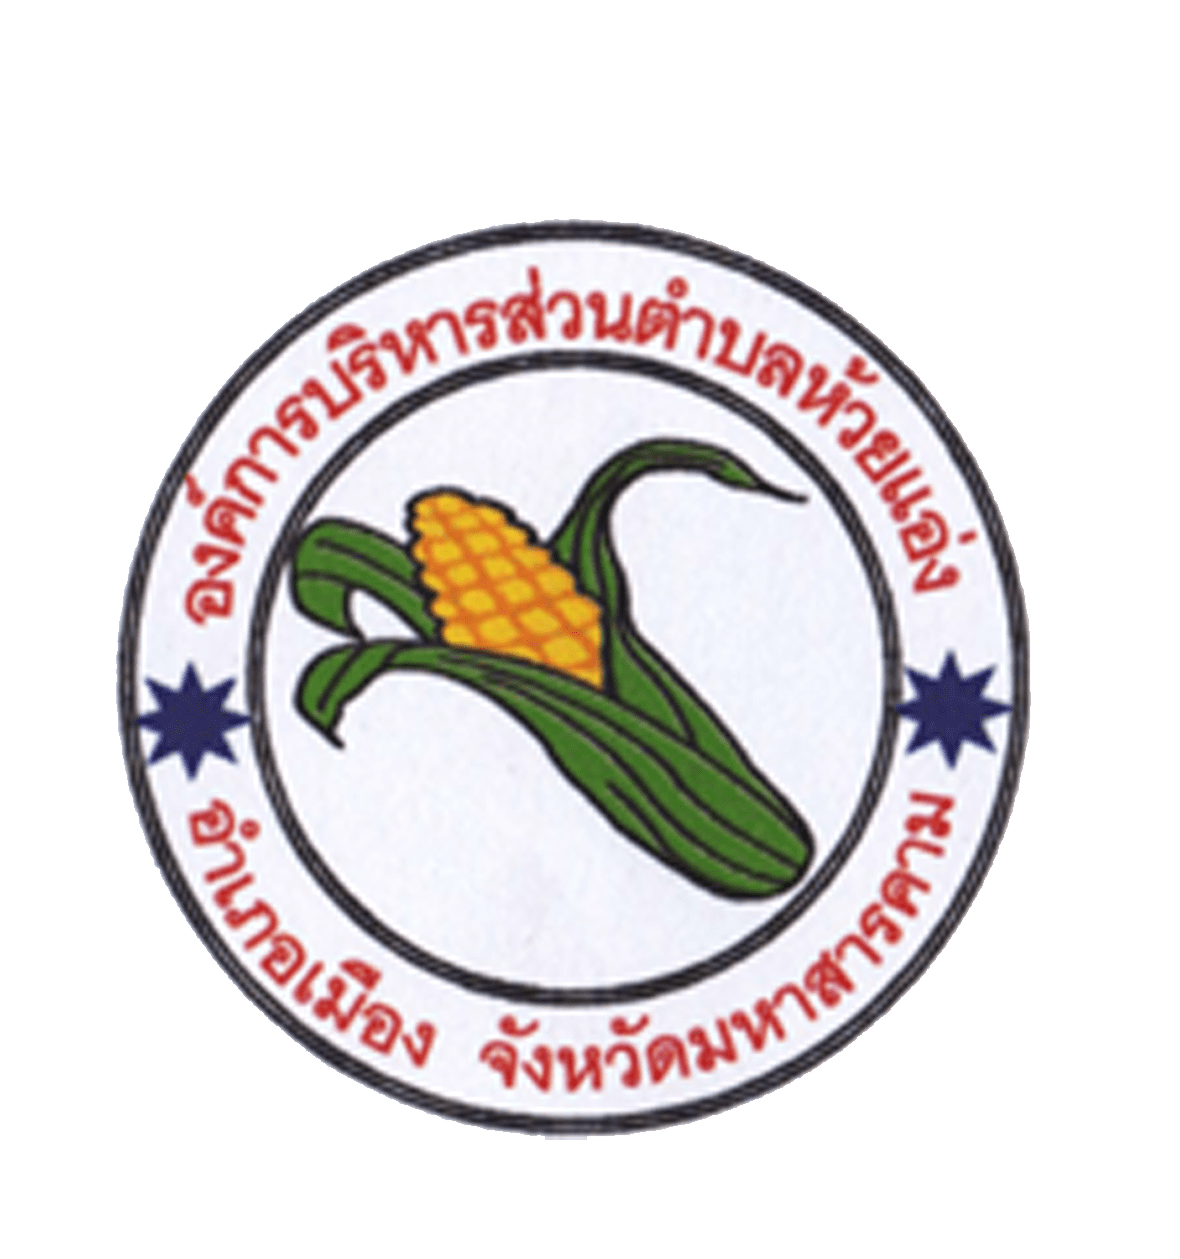 องค์การบริหารส่วนตำบลห้วยแอ่ง
อำเภอเมือง จังหวัดมหาสารคาม